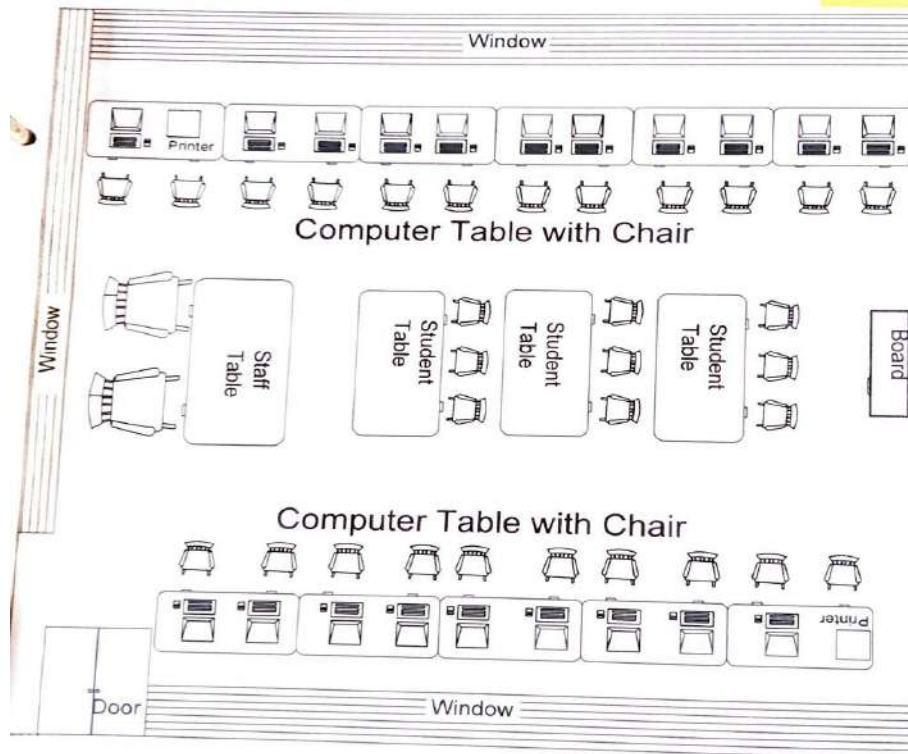 Window
Printer
Computer Table with Chair
Window
Staff
Table
Student
Table
Student
Table
Student
Table
Board
Computer Table with Chair
Printer
Door
Window